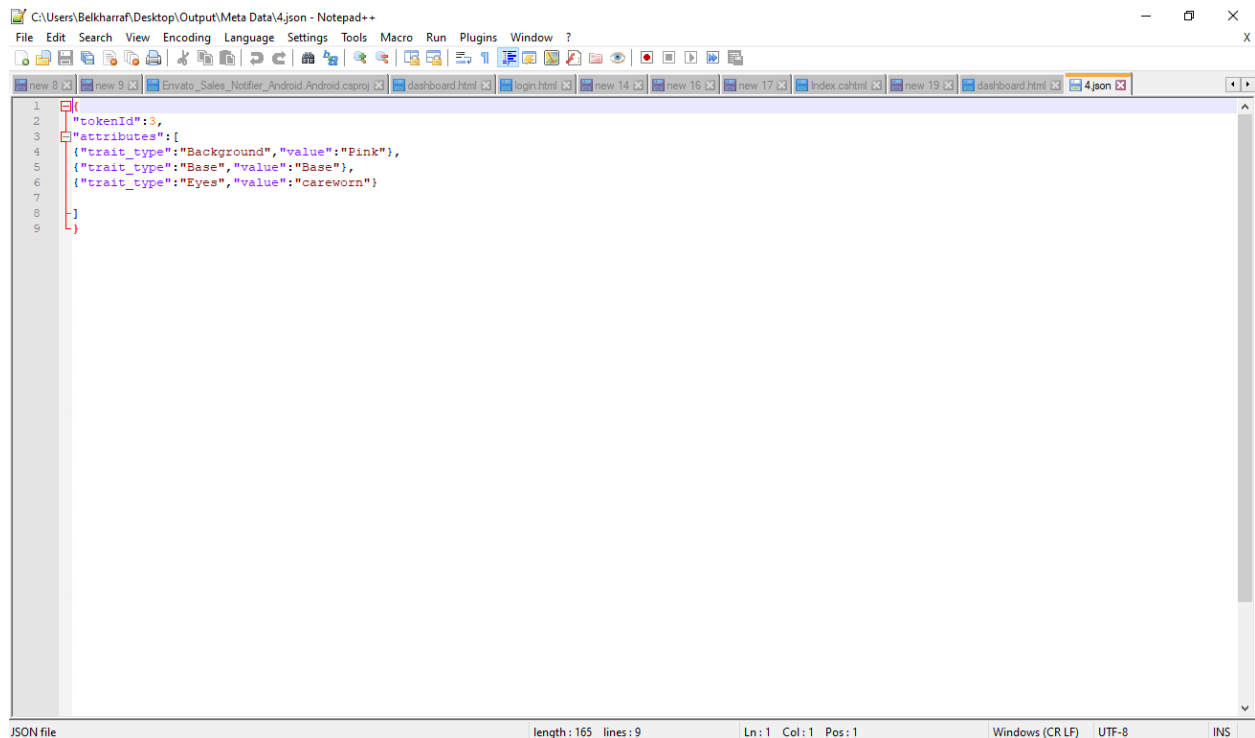 C:\Users\Belkharraf\Desktop\Output\Meta Data\4.json - Notepad++
File Edit Search View Encoding Language Settings Tools Macro Run Plugins Window ? X
new 8 new 9 Envato_Sales_Notifier_Android.Android.csproj dashboard.html login.html new 14 new 16 new 17 Index.cshtml new 19 dashboard.html 4.json
1 {
2 "tokenId":3,
3 "attributes":[
4 {"trait_type":"Background","value":"Pink"},
5 {"trait_type":"Base","value":"Base"},
6 {"trait_type":"Eyes","value":"careworn"}
7
8 ]
9 }
JSON file length : 165 lines : 9 Ln : 1 Col : 1 Pos : 1 Windows (CR LF) UTF-8 INS